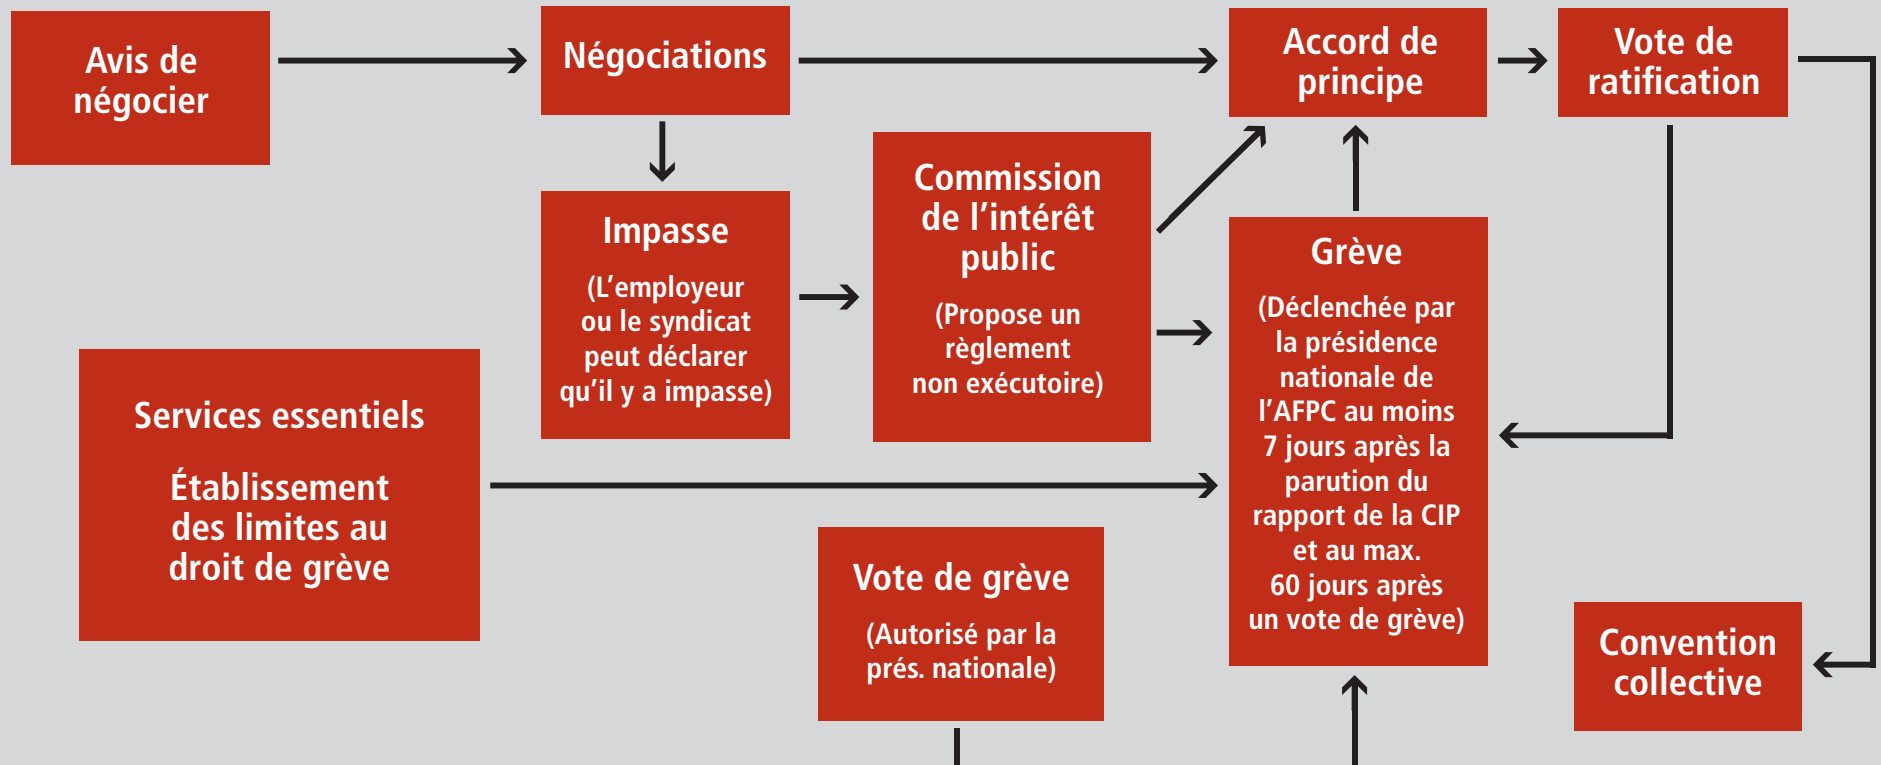 Avis de
négocier
Négociations
Accord de
principe
Vote de
ratification
Impasse
(L'employeur
ou le syndicat
peut déclarer
qu'il y a impasse)
Commission
de l'intérêt
public
(Propose un
règlement
non exécutoire)
Grève
(Déclenchée par
la présidence
nationale de
l'AFPC au moins
7 jours après la
parution du
rapport de la CIP
et au max.
60 jours après
un vote de grève)
Services essentiels
Établissement
des limites au
droit de grève
Vote de grève
(Autorisé par la
prés. nationale)
Convention
collective